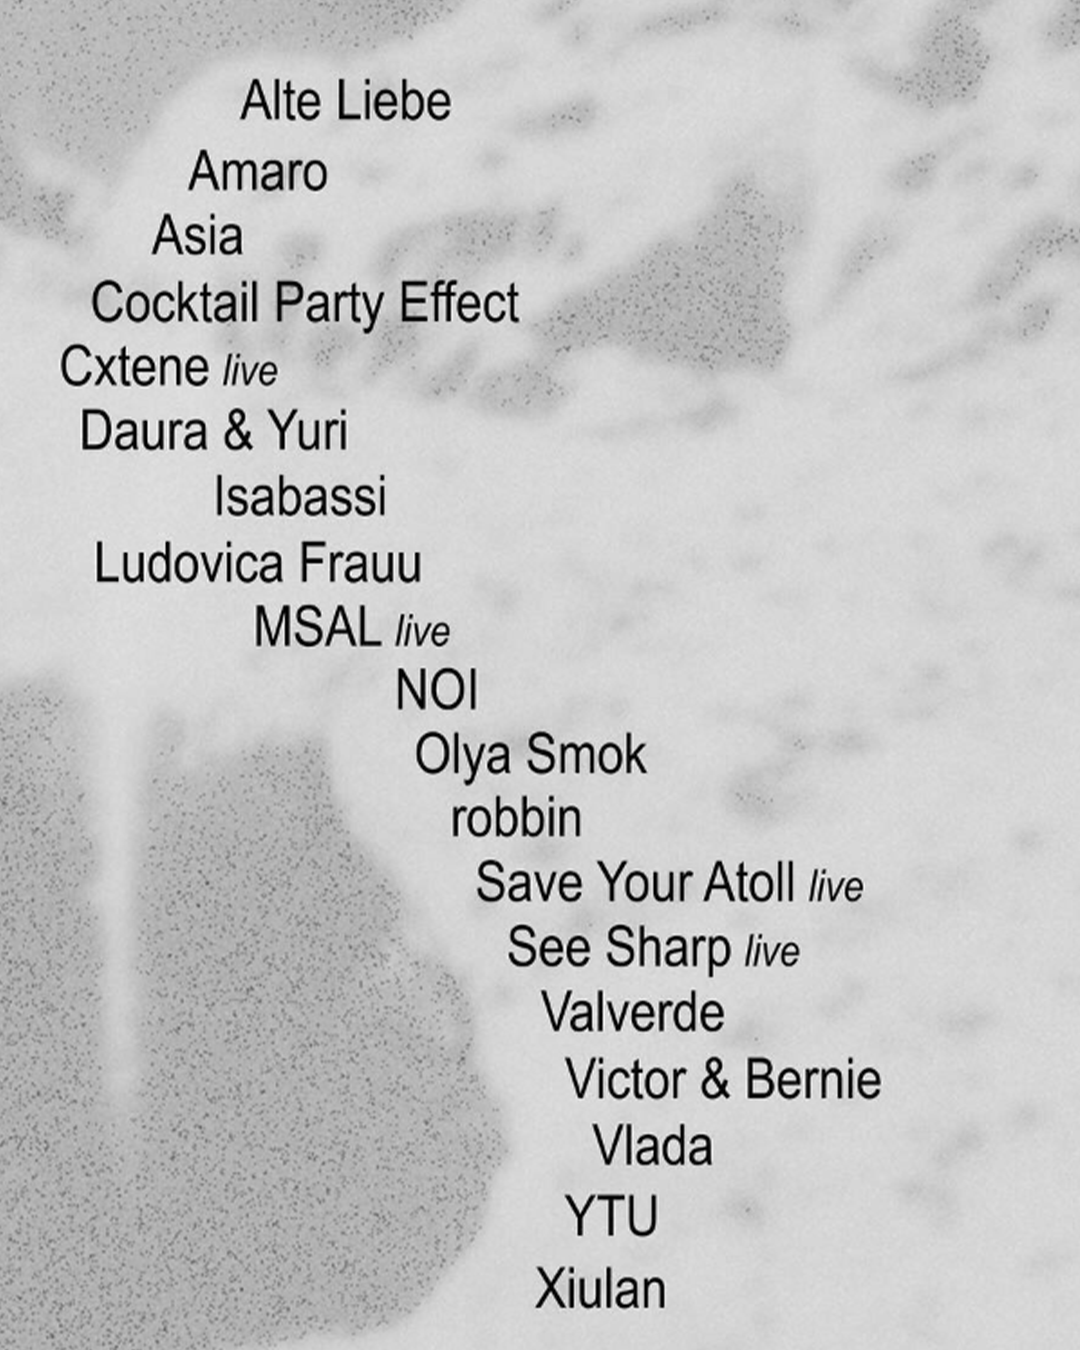 Alte Liebe
Amaro
Asia
Cocktail Party Effect
Cxtene live
Daura & Yuri
Isabassi
Ludovica Frauu
MSAL live
NOI
Olya Smok
robbin
Save Your Atoll live
See Sharp live
Valverde
Victor & Bernie
Vlada
YTU
Xiulan